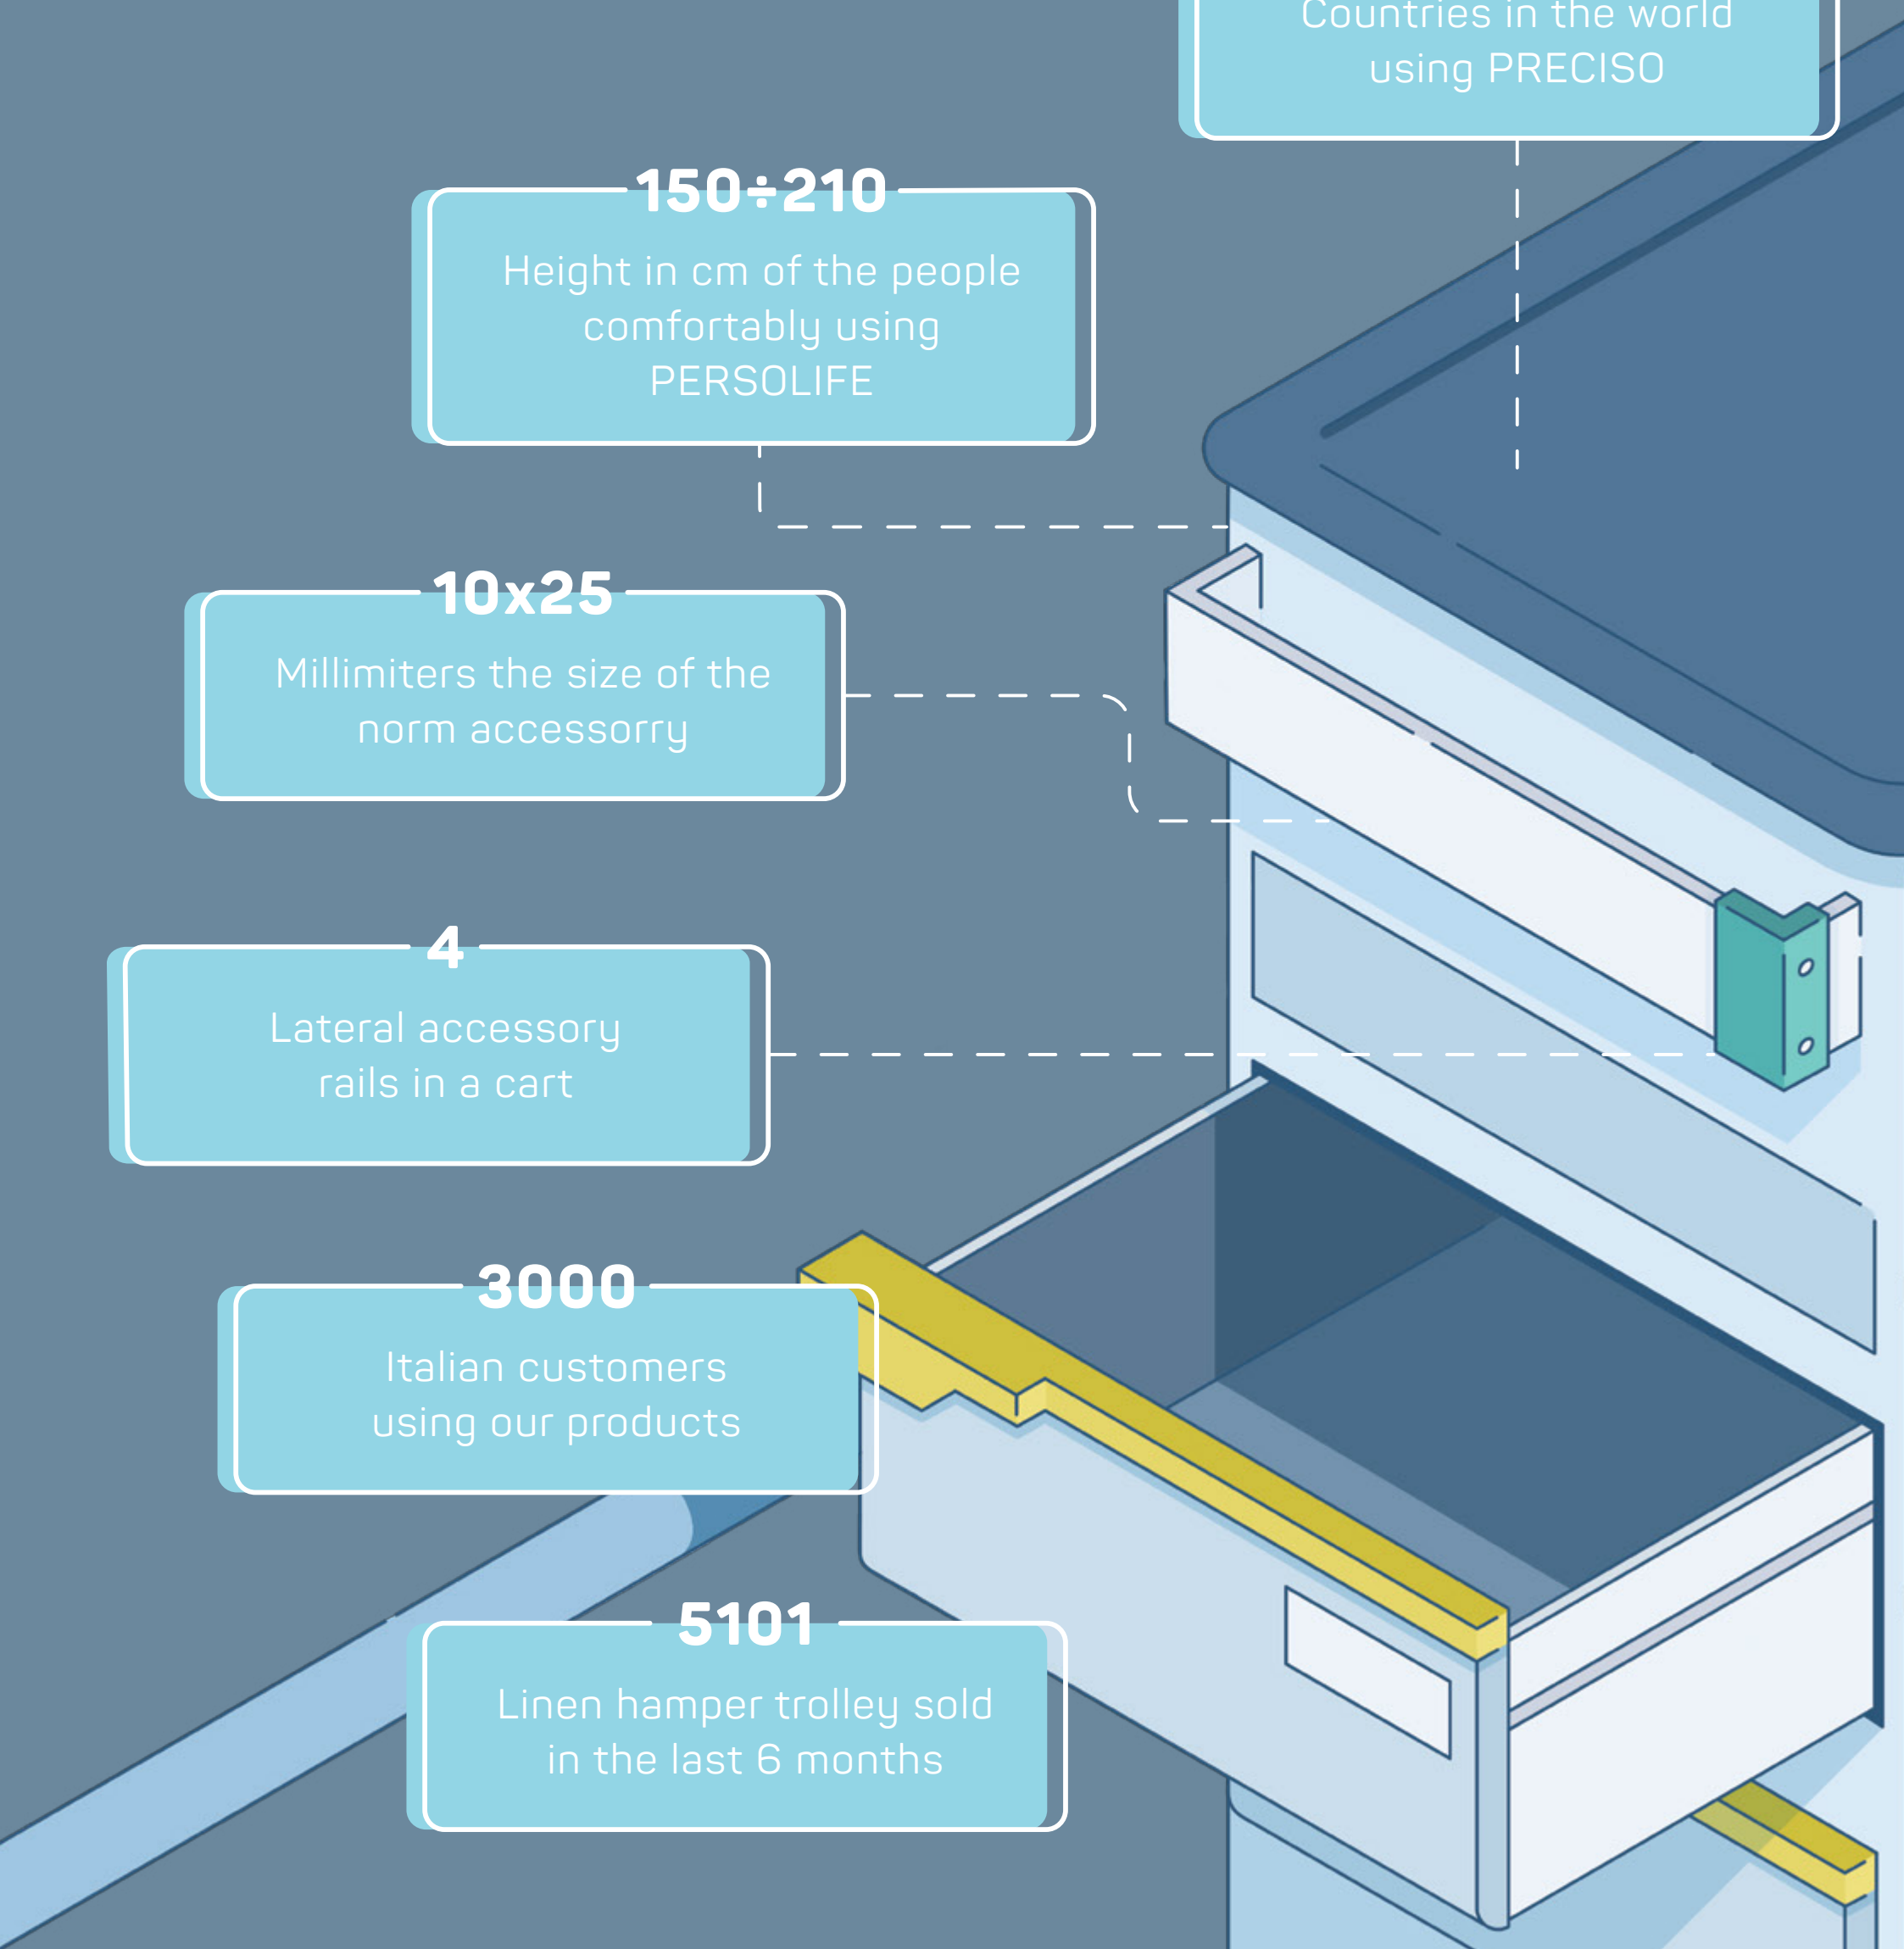 Countries in the world
using PRECISO
150÷210
Height in cm of the people
comfortably using
PERSOLIFE
10x25
Millimiters the size of the
norm accessorry
4
Lateral accessory
rails in a cart
3000
Italian customers
using our products
5101
Linen hamper trolley sold
in the last 6 months